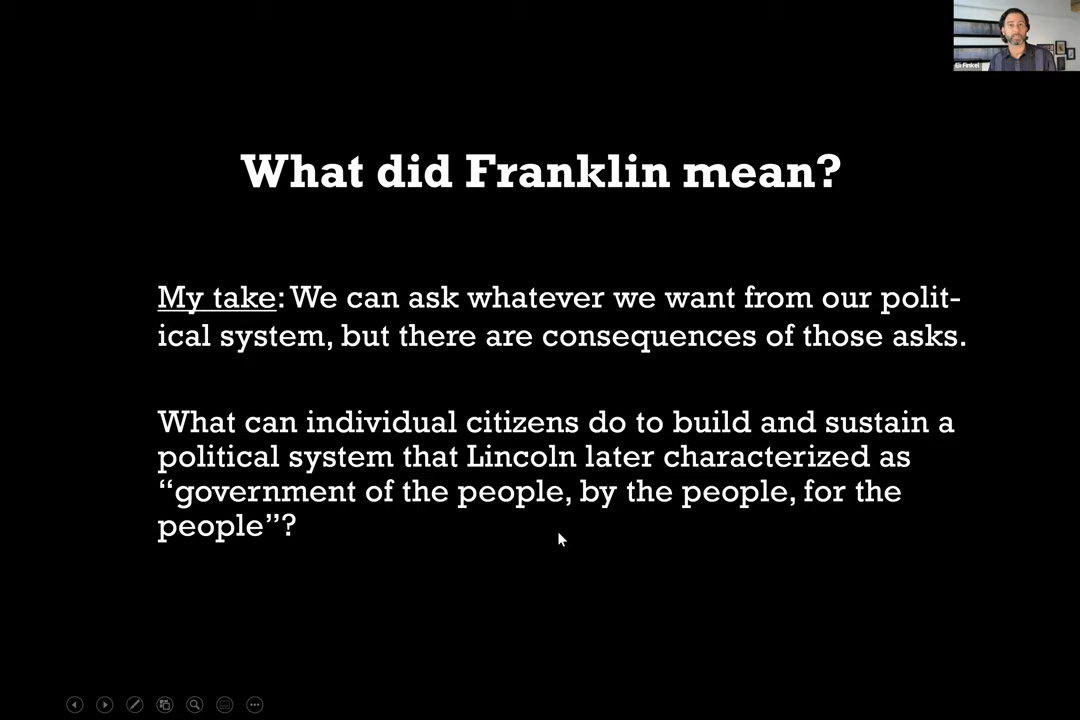 Eli Finkel
What did Franklin mean?
My take: We can ask whatever we want from our polit-
ical system, but there are consequences of those asks.
What can individual citizens do to build and sustain a
political system that Lincoln later characterized as
“government of the people, by the people, for the
people”?